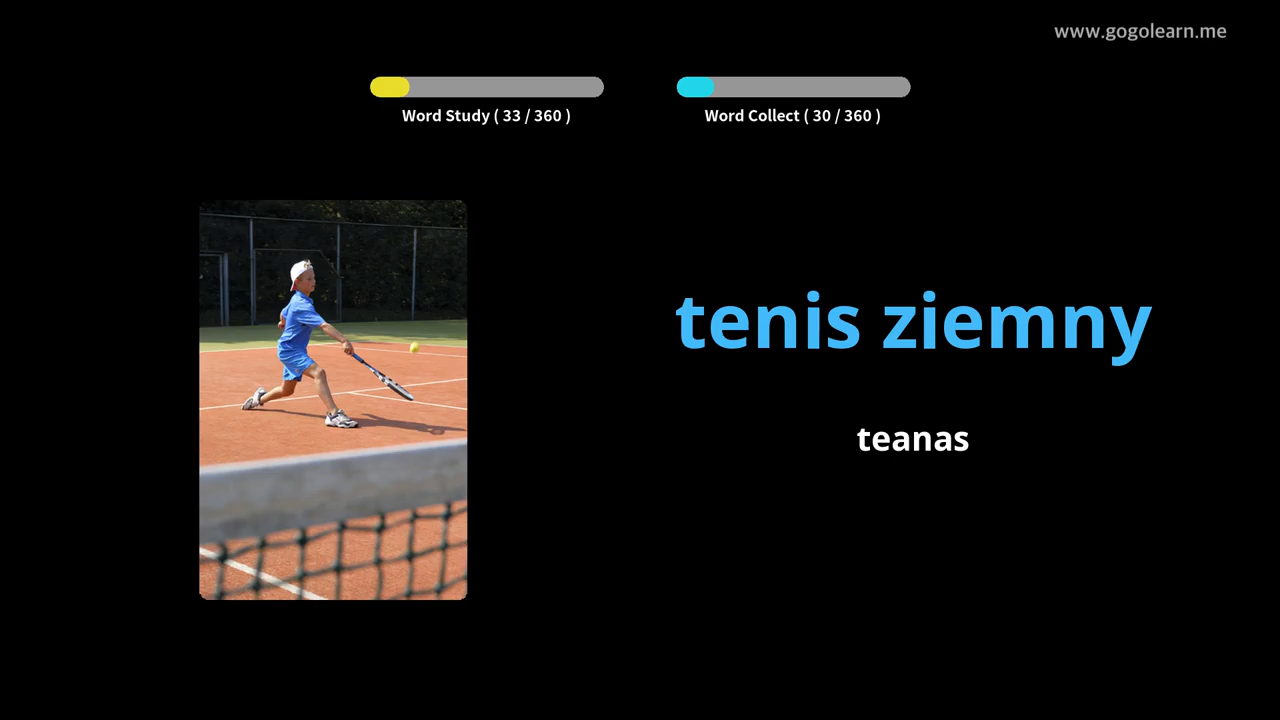 www.gogolearn.me
Word Study ( 33 / 360 )
Word Collect ( 30 / 360 )
tenis ziemny
teanas